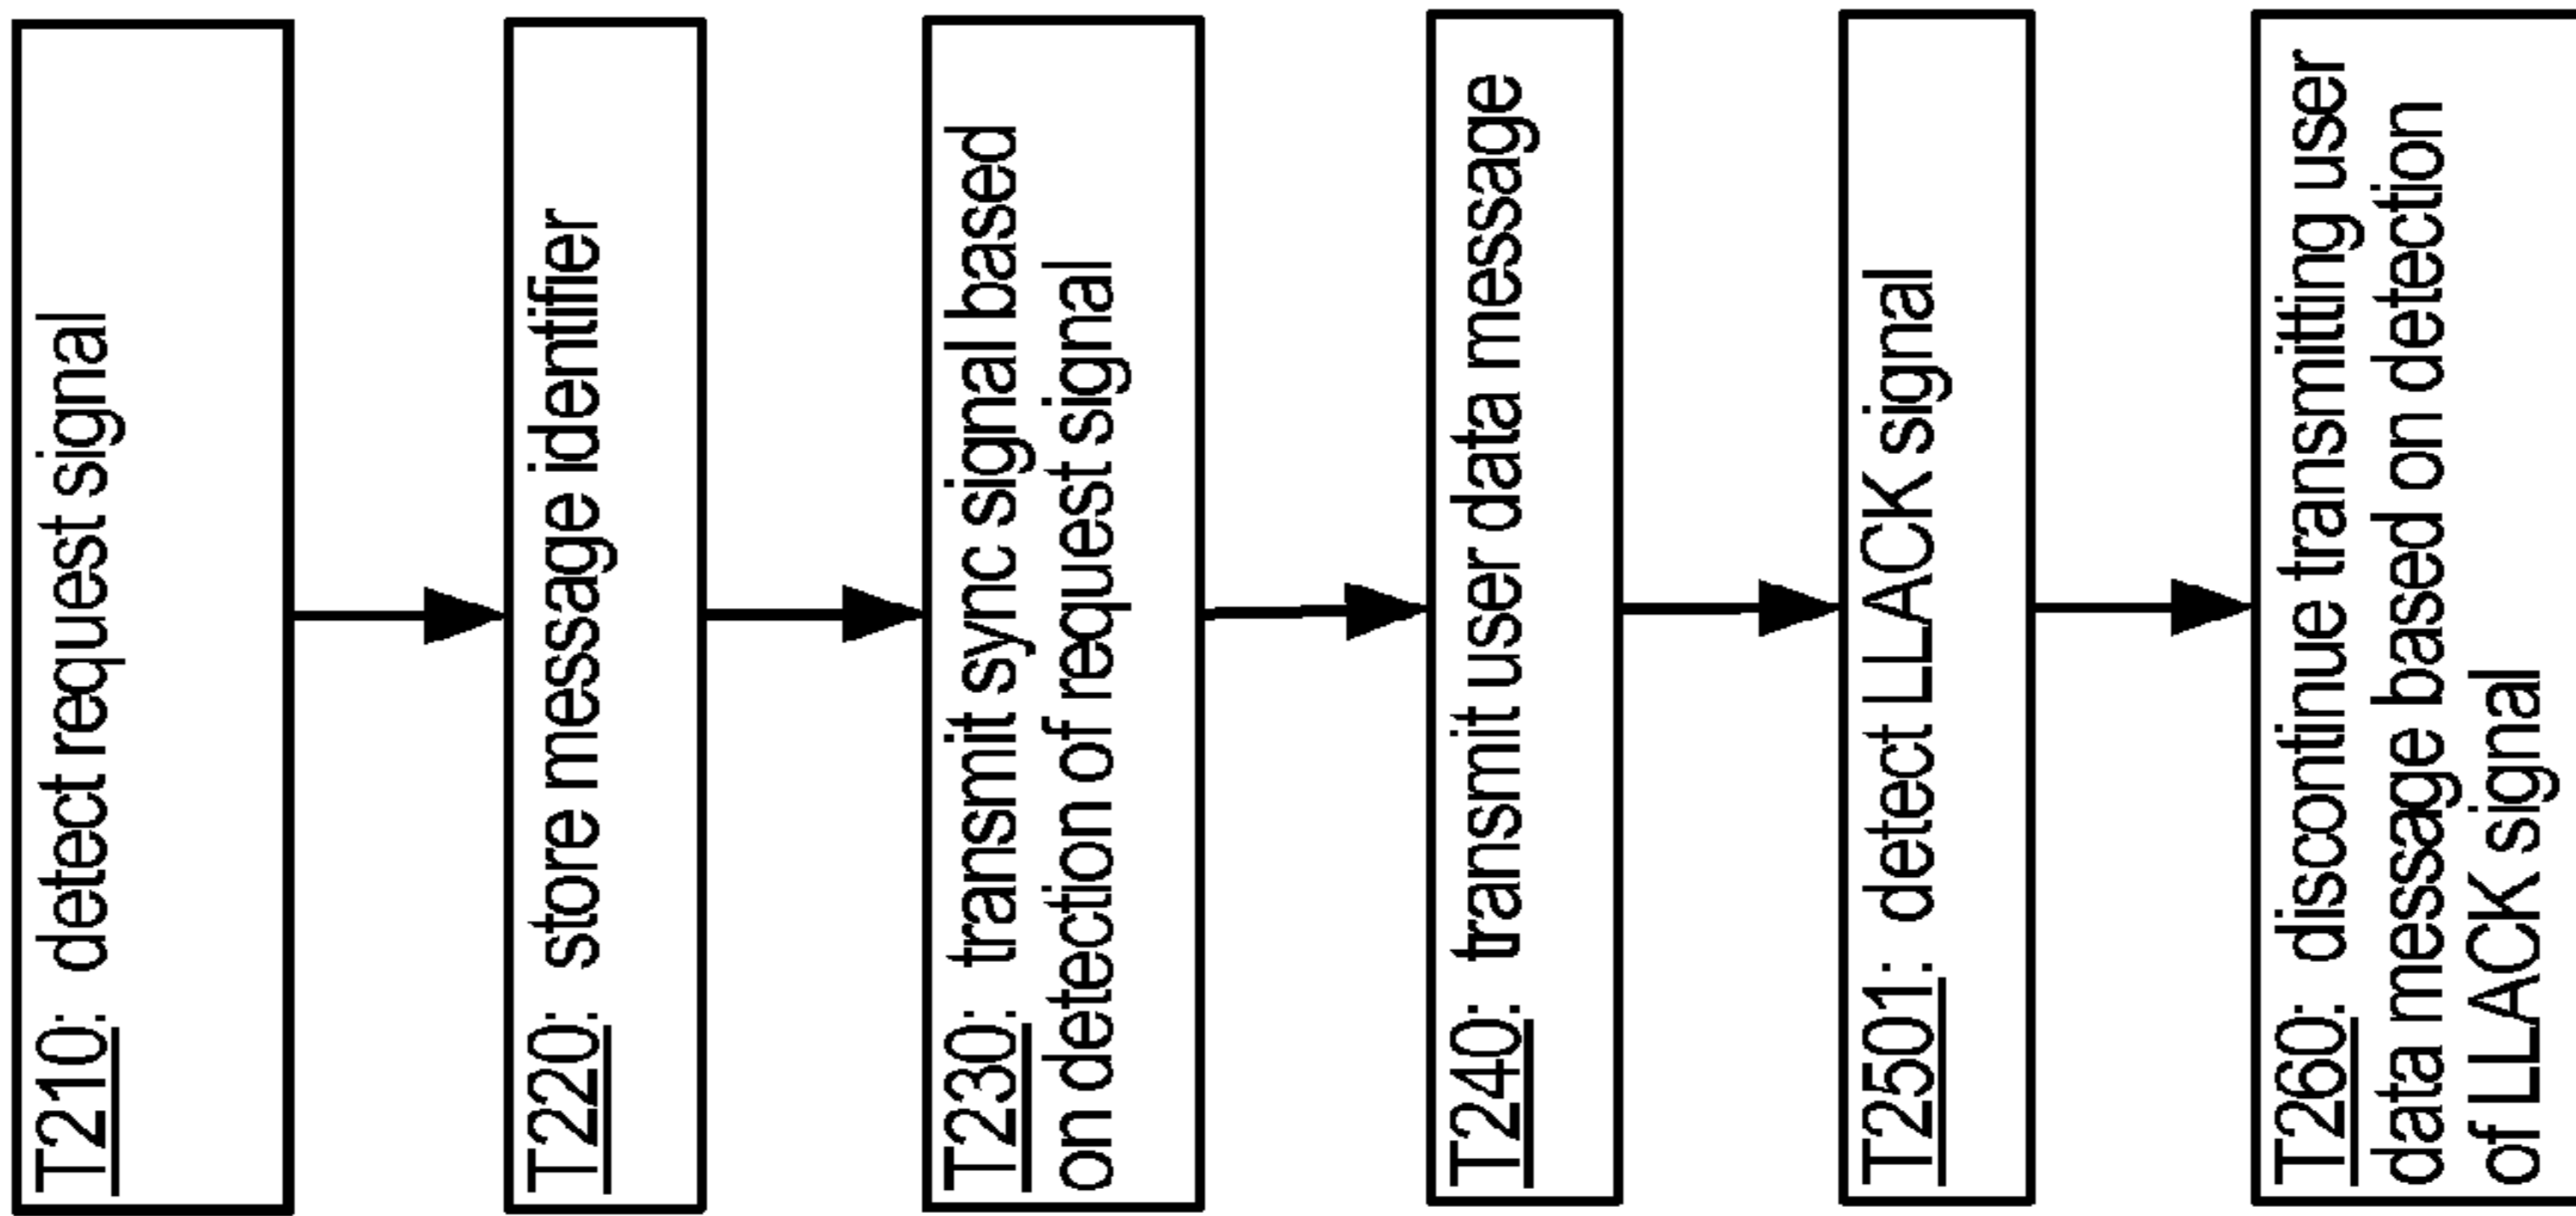 T210: detect request signal
T220: store message identifier
T230: transmit sync signal based
on detection of request signal
T240: transmit user data message
T2501: detect LLACK signal
T260: discontinue transmitting user
data message based on detection
of LLACK signal